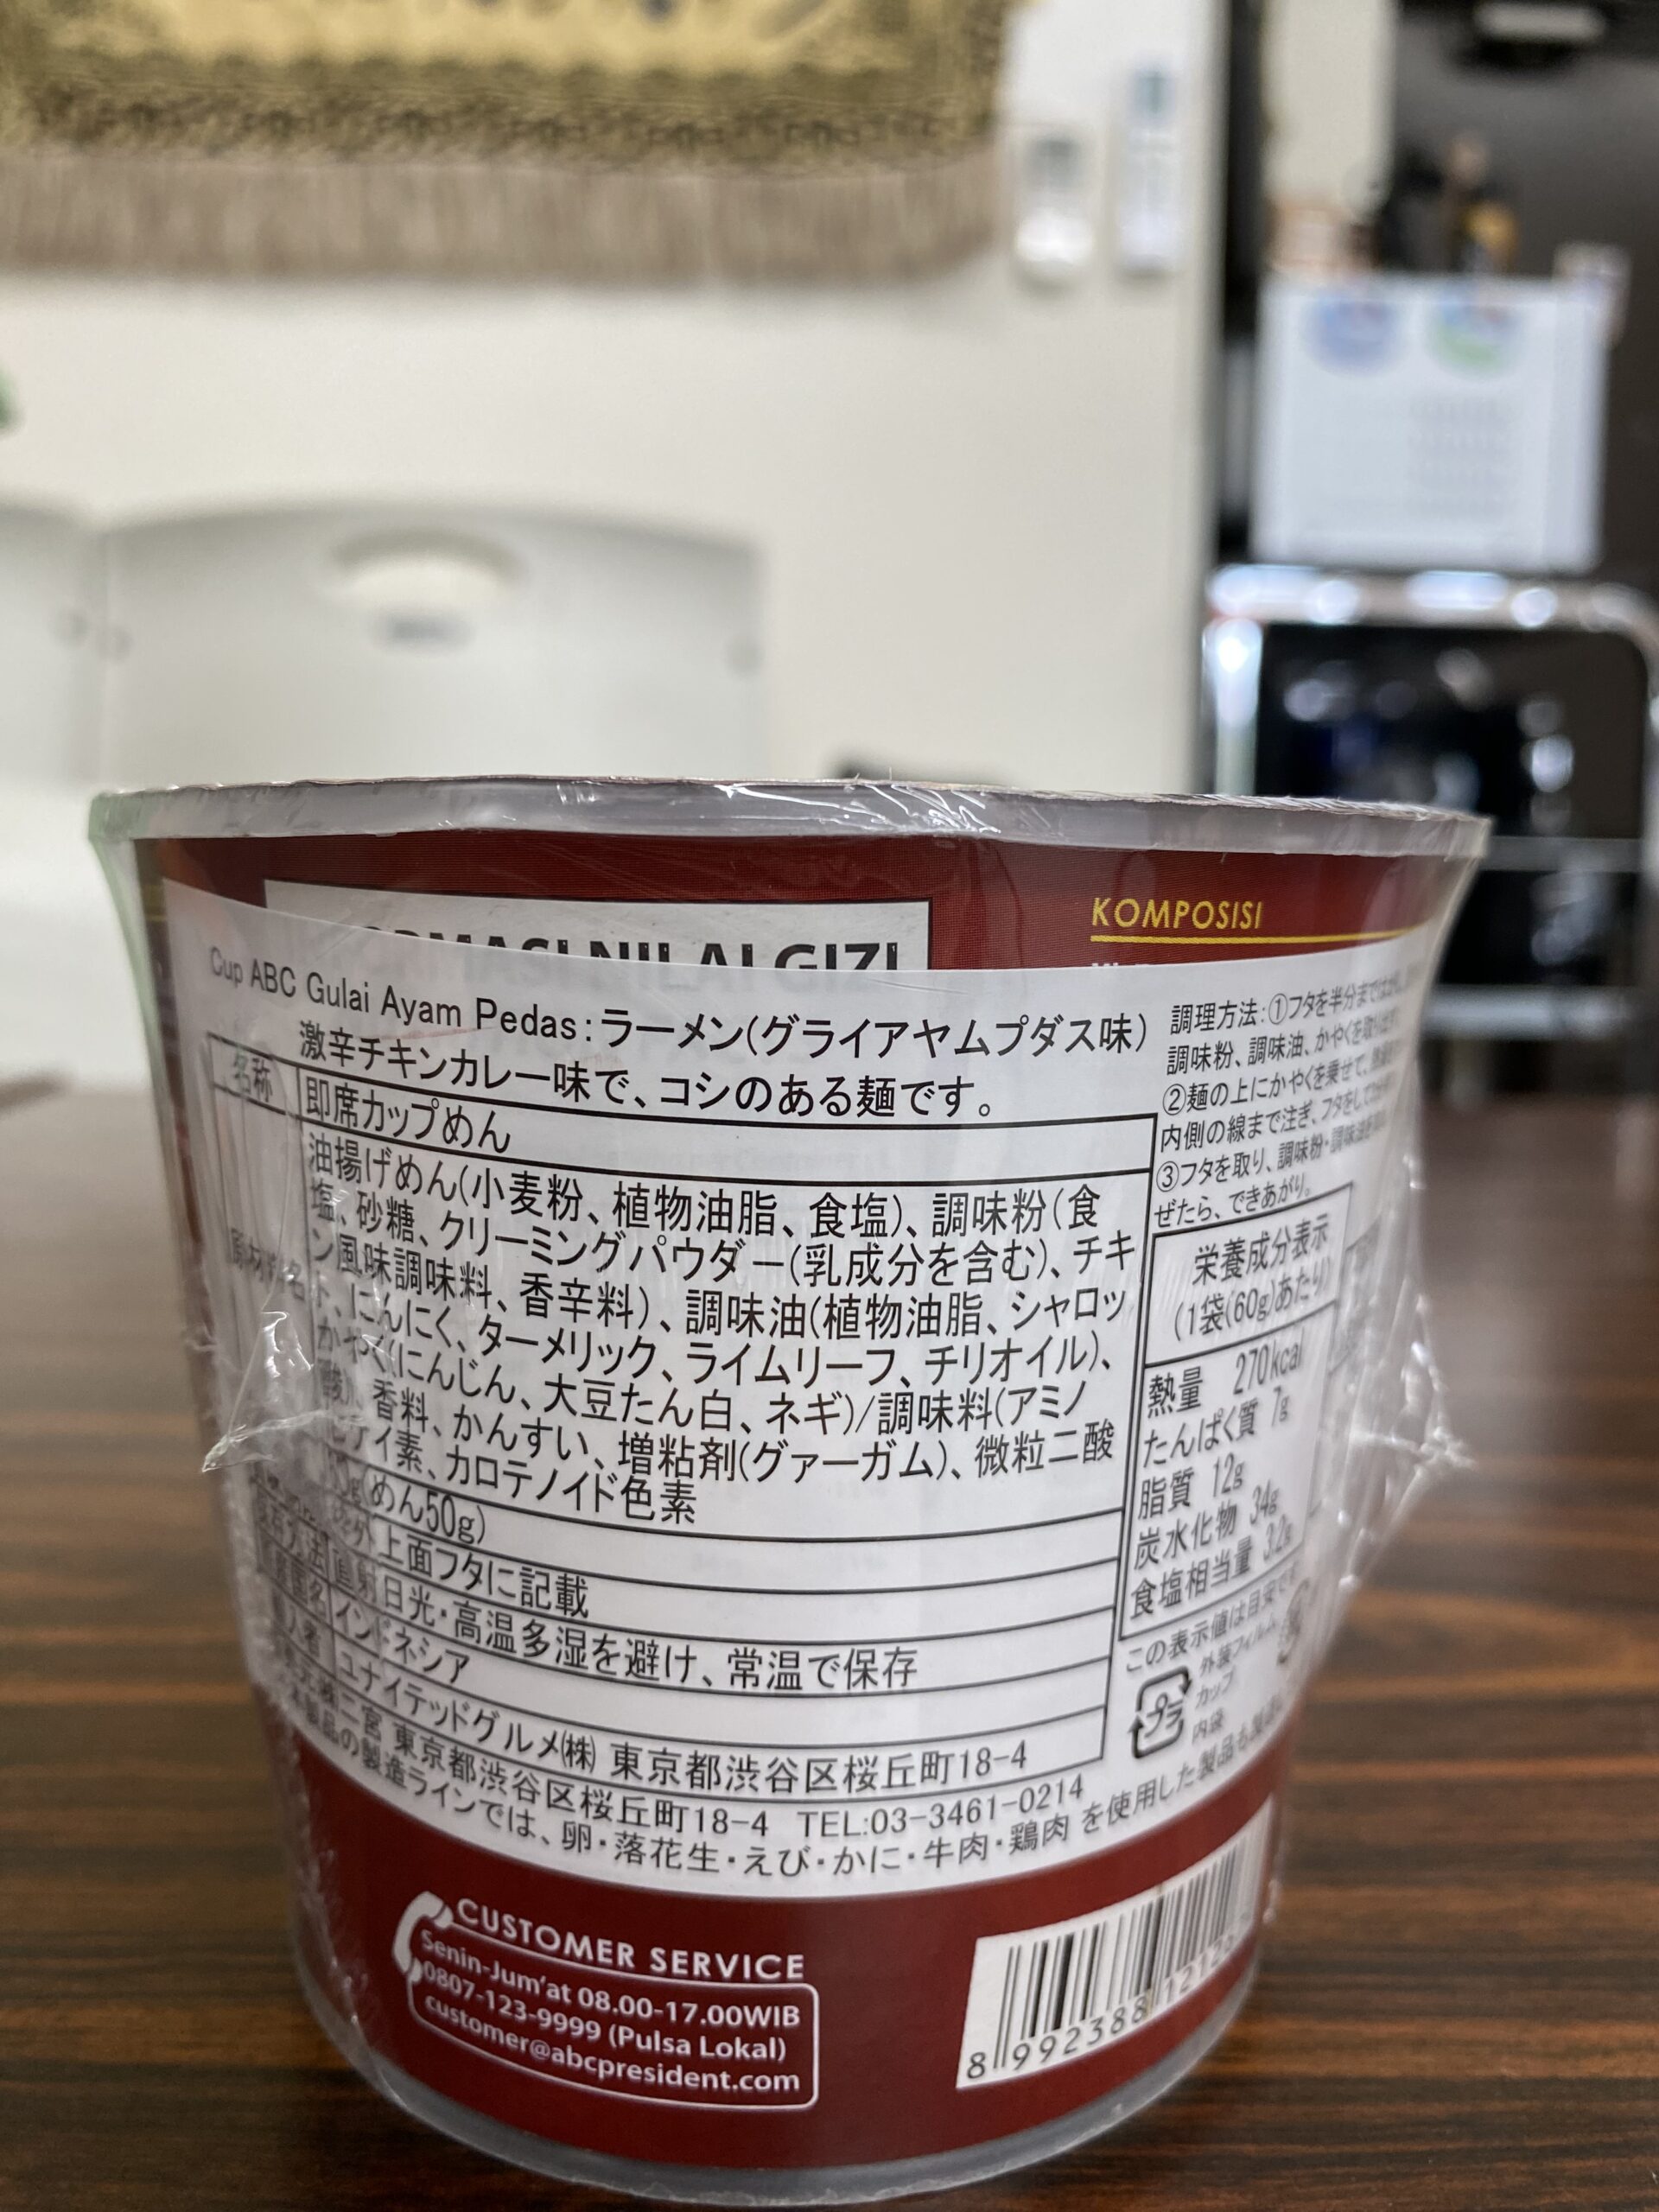 MASI NILAI GIZI
KOMPOSISI
Cup ABC Gulai Ayam Pedas:ラーメン(グライアヤムプダス味)
激辛チキンカレー味で、コシのある麺です。
名称
即席カップめん
原材料名
油揚げめん(小麦粉、植物油脂、食塩)、調味粉(食
塩、砂糖、クリーミングパウダー(乳成分を含む)、チキ
ン風味調味料、香辛料)、調味油(植物油脂、シャロッ
ト、にんにく、ターメリック、ライムリーフ、チリオイル)、
かやく(にんじん、大豆たん白、ネギ)/調味料(アミノ
酸)、香料、かんすい、増粘剤(グァーガム)、微粒二酸
ケイ素、カロテノイド色素
(めん50g)
上面フタに記載
直射日光・高温多湿を避け、常温で保存
インドネシア
ユナイテッドグルメ㈱ 東京都渋谷区桜丘町18-4
二宮 東京都渋谷区桜丘町18-4 TEL:03-3461-0214
本製品の製造ラインでは、卵・落花生・えび・かに・牛肉・鶏肉 を使用した製品も製造
調理方法:①フタを半分まで
調味粉、調味油、かやくを取り
②麺の上にかやくを乗せて、
内側の線まで注ぎ、フタをして
③フタを取り、調味粉・調味油を
ぜたら、できあがり。
栄養成分表示
(1袋(60g)あたり)
熱量 270kcal
たんぱく質 7g
脂質 12g
炭水化物 34g
食塩相当量 3.2g
この表示値は目安です
プラ
外装フィルム
カップ
内袋
CUSTOMER SERVICE
Senin-Jum'at 08.00-17.00WIB
0807-123-9999 (Pulsa Lokal)
customer@abcpresident.com
8 992388 1212